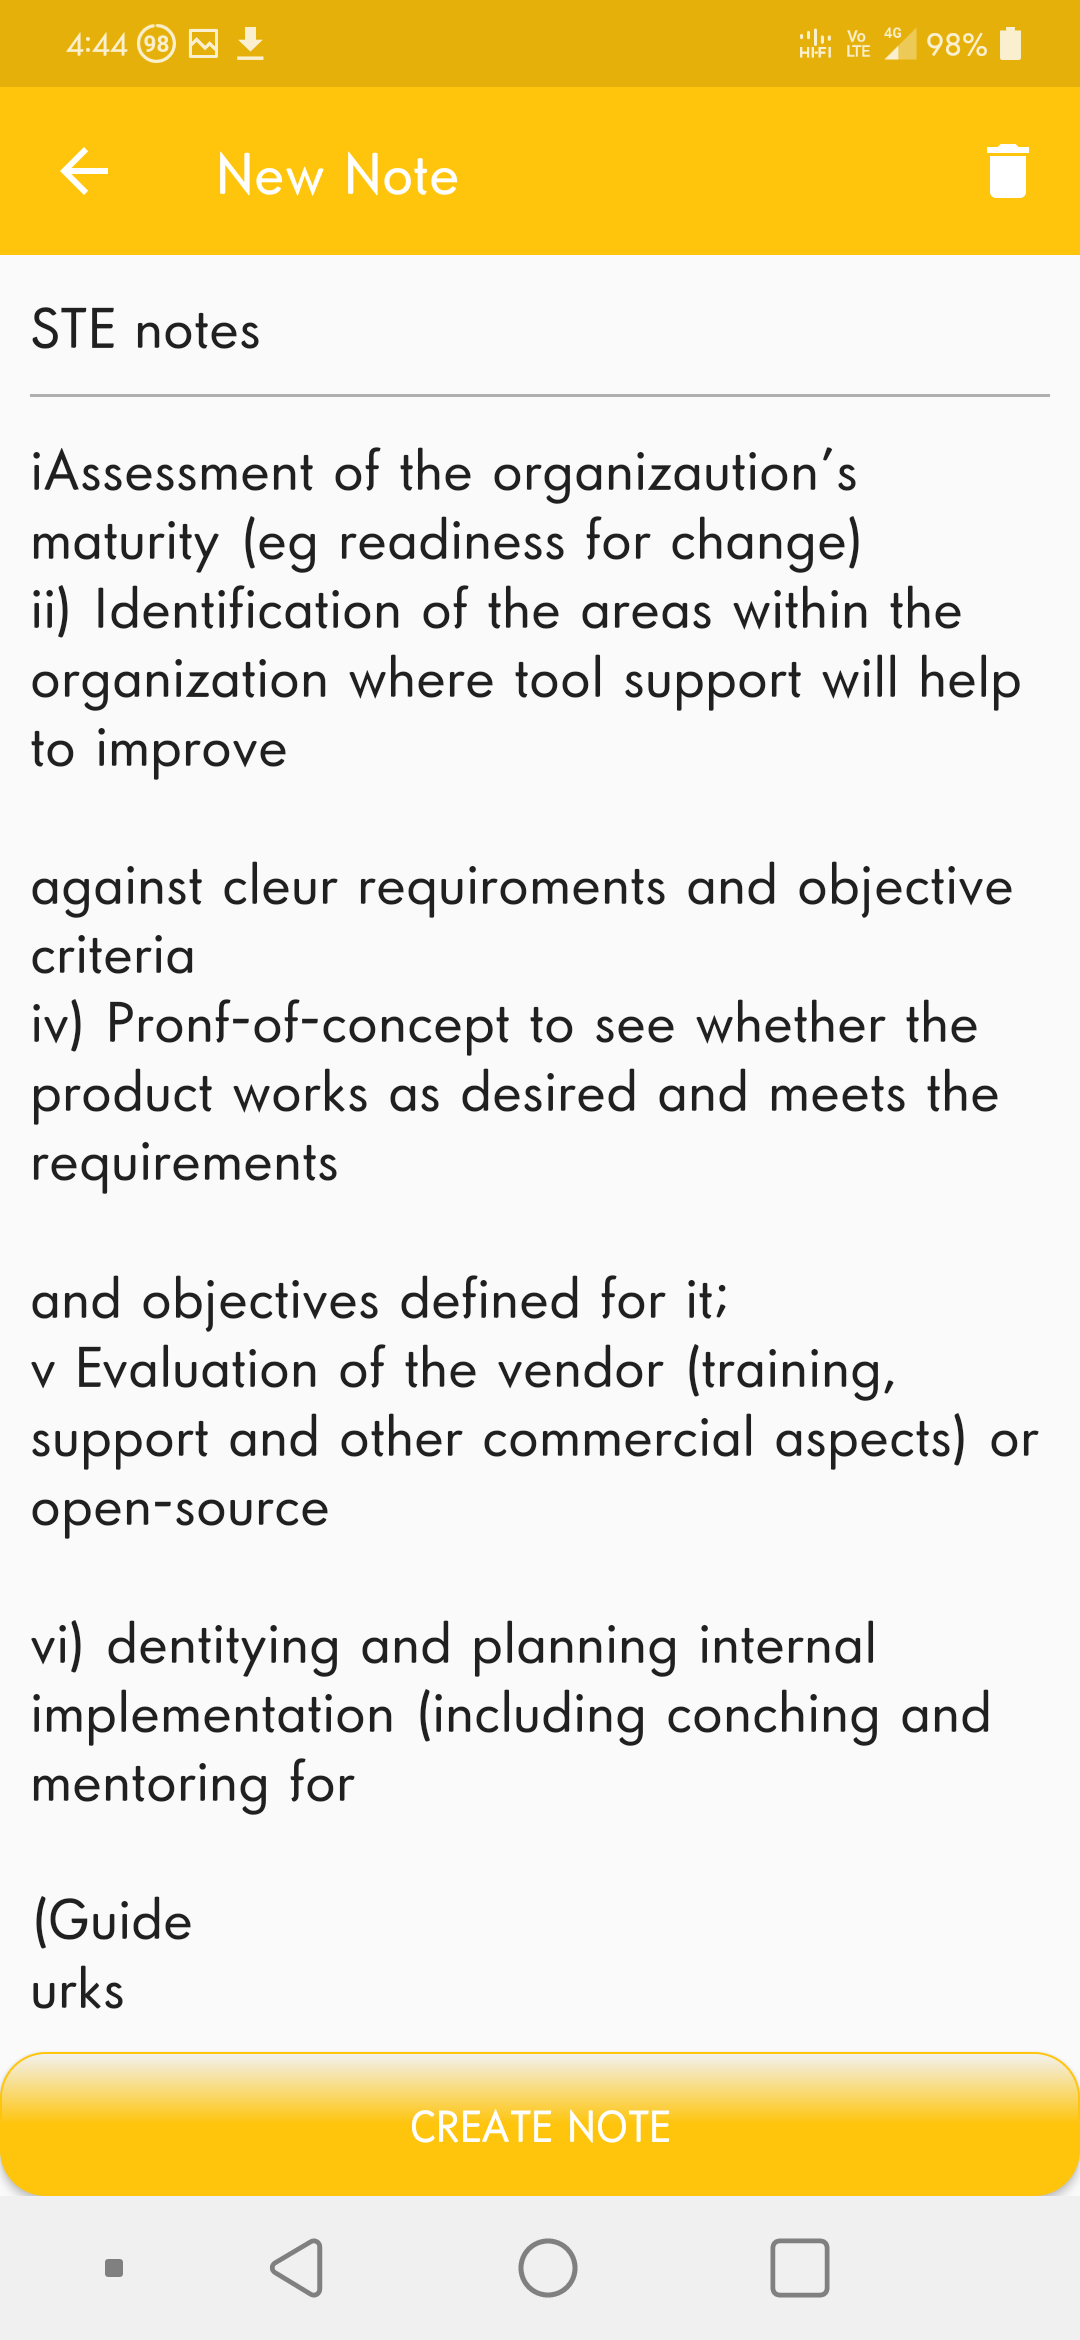 4:44 98 HI-FI Vo LTE 4G 98%
New Note
STE notes
iAssessment of the organizaution's
maturity (eg readiness for change)
ii) Identification of the areas within the
organization where tool support will help
to improve
against cleur requiroments and objective
criteria
iv) Pronf-of-concept to see whether the
product works as desired and meets the
requirements
and objectives defined for it;
v Evaluation of the vendor (training,
support and other commercial aspects) or
open-source
vi) dentitying and planning internal
implementation (including conching and
mentoring for
(Guide
urks
CREATE NOTE